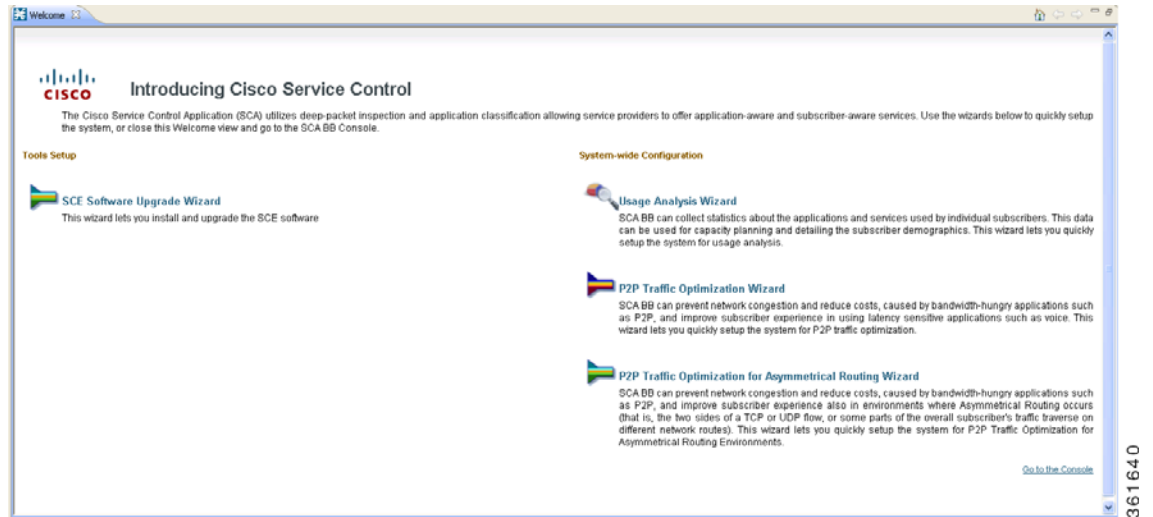 Welcome
CISCO
Introducing Cisco Service Control
The Cisco Service Control Application (SCA) utilizes deep-packet inspection and application classification allowing service providers to offer application-aware and subscriber-aware services. Use the wizards below to quickly setup
the system, or close this Welcome view and go to the SCA BB Console.
Tools Setup
SCE Software Upgrade Wizard
This wizard lets you install and upgrade the SCE software
System-wide Configuration
Usage Analysis Wizard
SCA BB can collect statistics about the applications and services used by individual subscribers. This data
can be used for capacity planning and detailing the subscriber demographics. This wizard lets you quickly
setup the system for usage analysis.
P2P Traffic Optimization Wizard
SCA BB can prevent network congestion and reduce costs, caused by bandwidth-hungry applications such
as P2P, and improve subscriber experience in using latency sensitive applications such as voice. This
wizard lets you quickly setup the system for P2P traffic optimization.
P2P Traffic Optimization for Asymmetrical Routing Wizard
SCA BB can prevent network congestion and reduce costs, caused by bandwidth-hungry applications such
as P2P, and improve subscriber experience also in environments where Asymmetrical Routing occurs
(that is, the two sides of a TCP or UDP flow, or some parts of the overall subscriber's traffic traverse on
different network routes). This wizard lets you quickly setup the system for P2P Traffic Optimization for
Asymmetrical Routing Environments.
Go to the Console
361640